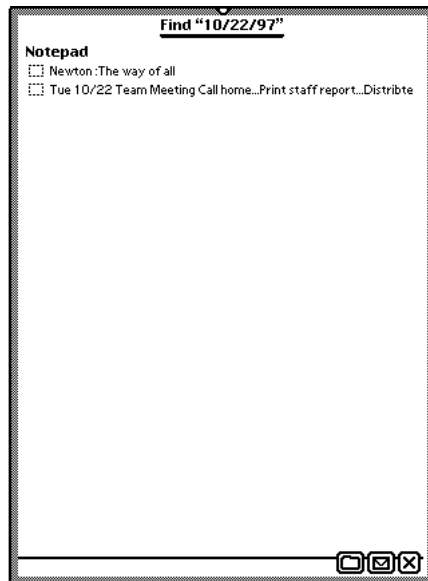 Find “10/22/97”
Notepad
Newton :The way of all
Tue 10/22 Team Meeting Call home...Print staff report...Distribte